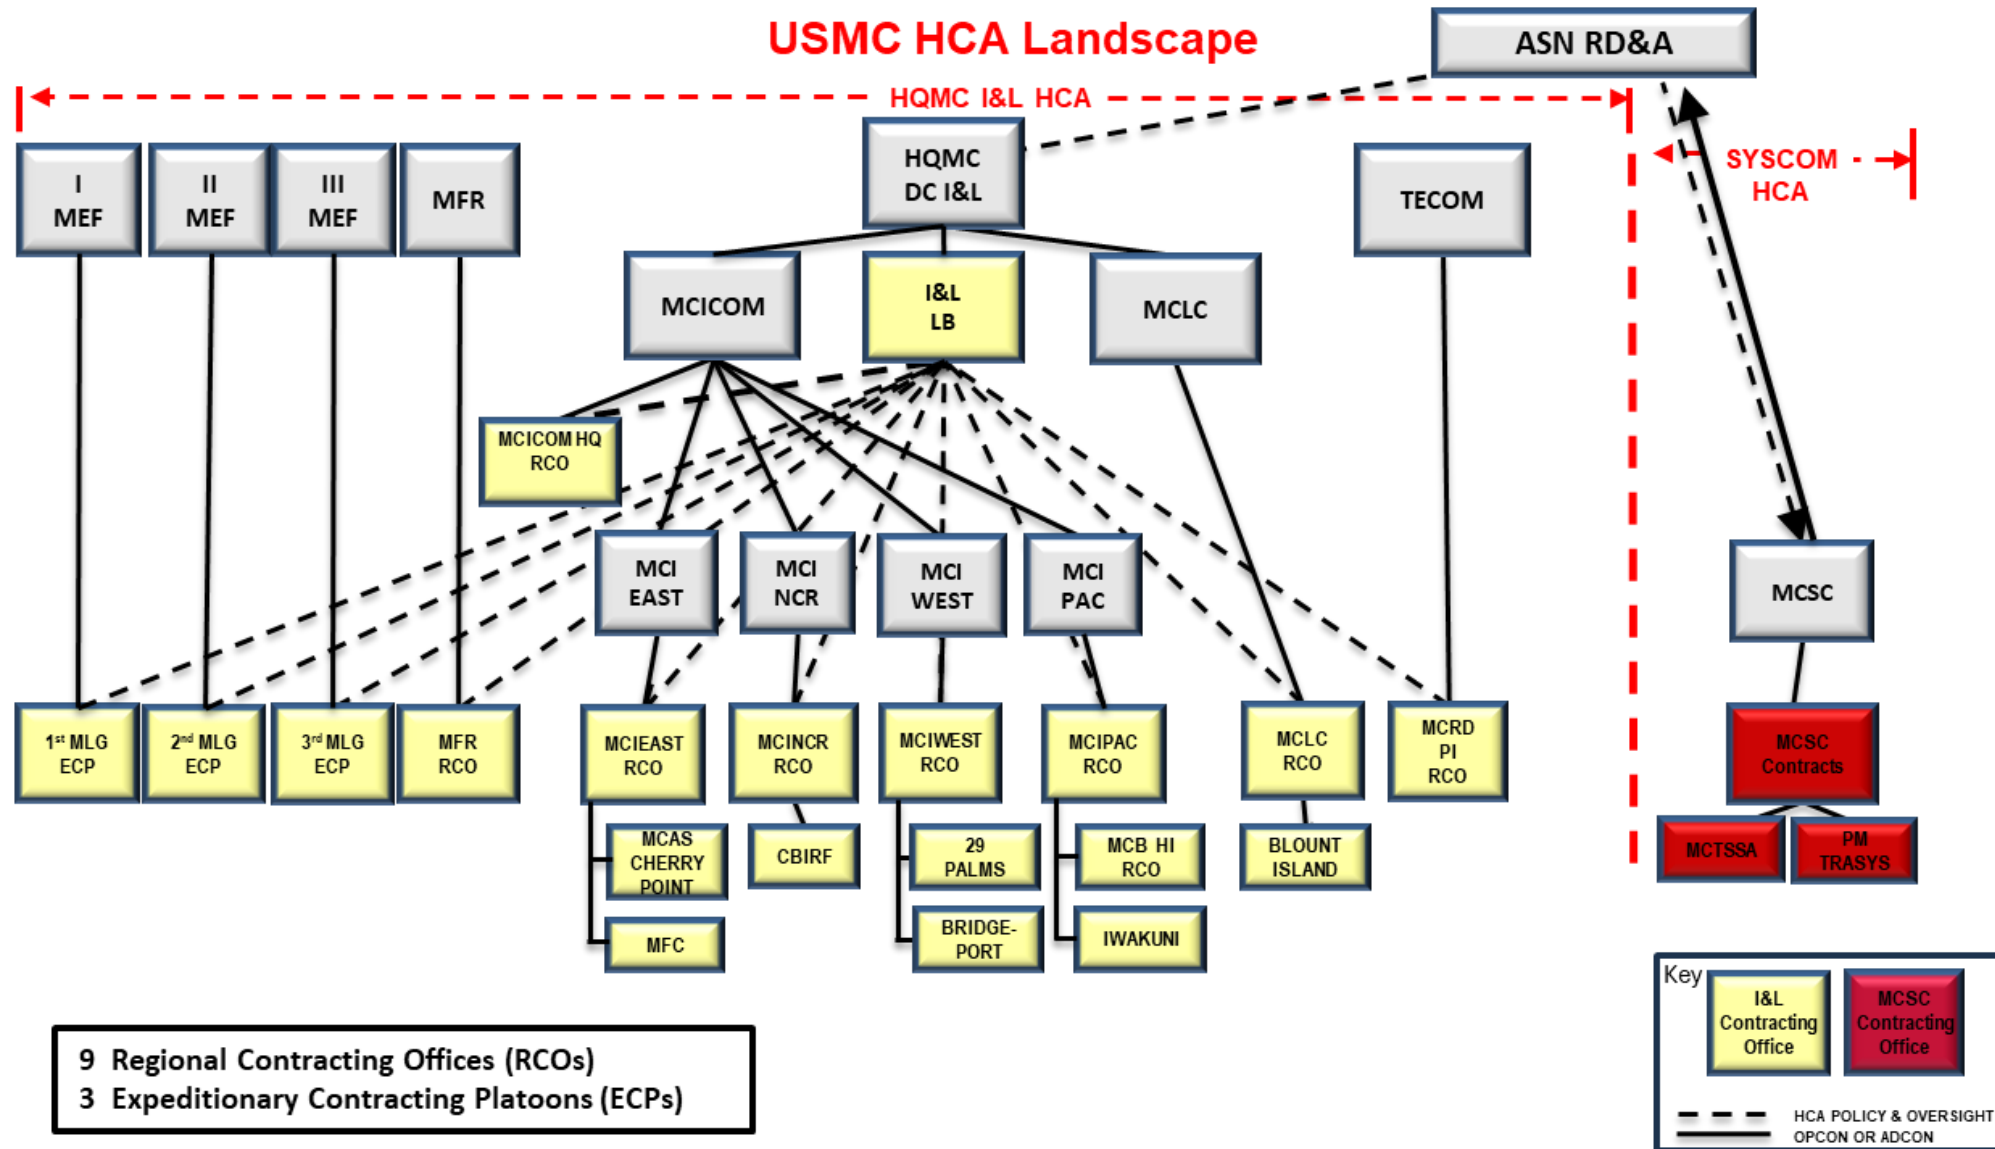 USMC HCA Landscape
ASN RD&A
HQMC I&L HCA
SYSCOM
HCA
I
MEF
II
MEF
III
MEF
MFR
HQMC
DC I&L
TECOM
MCICOM
I&L
LB
MCLC
MCICOM HQ
RCO
MCI
EAST
MCI
NCR
MCI
WEST
MCI
PAC
MCSC
1st MLG
ECP
2nd MLG
ECP
3rd MLG
ECP
MFR
RCO
MCIEAST
RCO
MCINCR
RCO
MCIWEST
RCO
MCIPAC
RCO
MCLC
RCO
MCRD
PI
RCO
MCSC
Contracts
MCAS
CHERRY
POINT
CBIRF
29
PALMS
MCB HI
RCO
BLOUNT
ISLAND
MCTSSA
PM
TRASYS
MFC
BRIDGE-
PORT
IWAKUNI
Key
I&L
Contracting
Office
MCSC
Contracting
Office
HCA POLICY & OVERSIGHT
OPCON OR ADCON
9 Regional Contracting Offices (RCOs)
3 Expeditionary Contracting Platoons (ECPs)